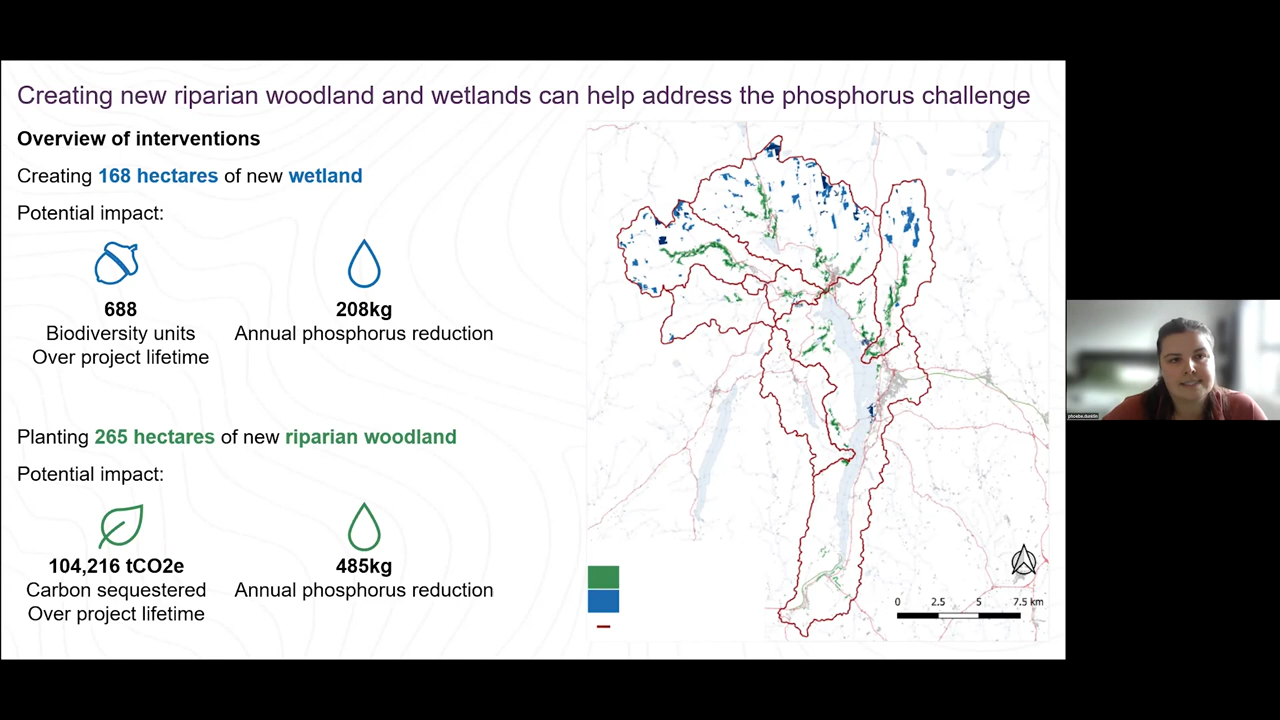 Creating new riparian woodland and wetlands can help address the phosphorus challenge
Overview of interventions
Creating 168 hectares of new wetland
Potential impact:
688
Biodiversity units
Over project lifetime
208kg
Annual phosphorus reduction
Planting 265 hectares of new riparian woodland
Potential impact:
104,216 tCO2e
Carbon sequestered
Over project lifetime
485kg
Annual phosphorus reduction
0 2.5 5 7.5 km